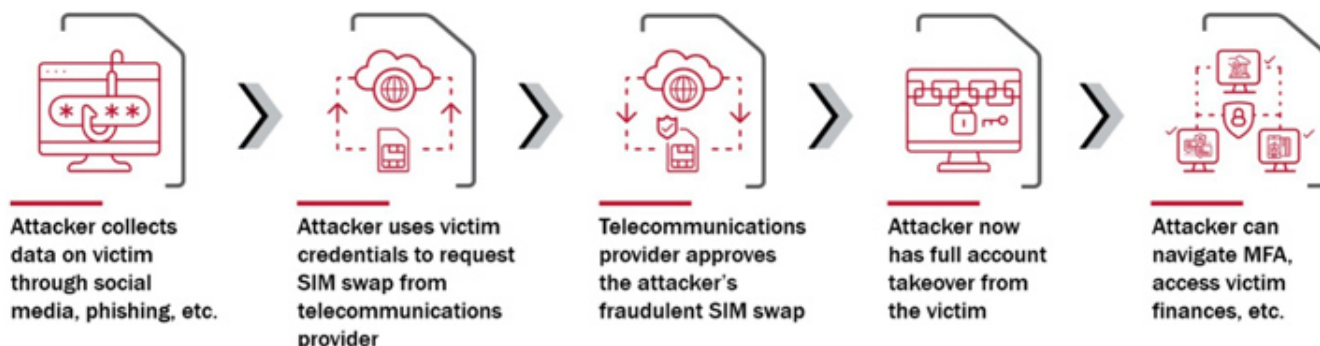 Attacker collects
data on victim
through social
media, phishing, etc.
Attacker uses victim
credentials to request
SIM swap from
telecommunications
provider
Telecommunications
provider approves
the attacker's
fraudulent SIM swap
Attacker now
has full account
takeover from
the victim
Attacker can
navigate MFA,
access victim
finances, etc.